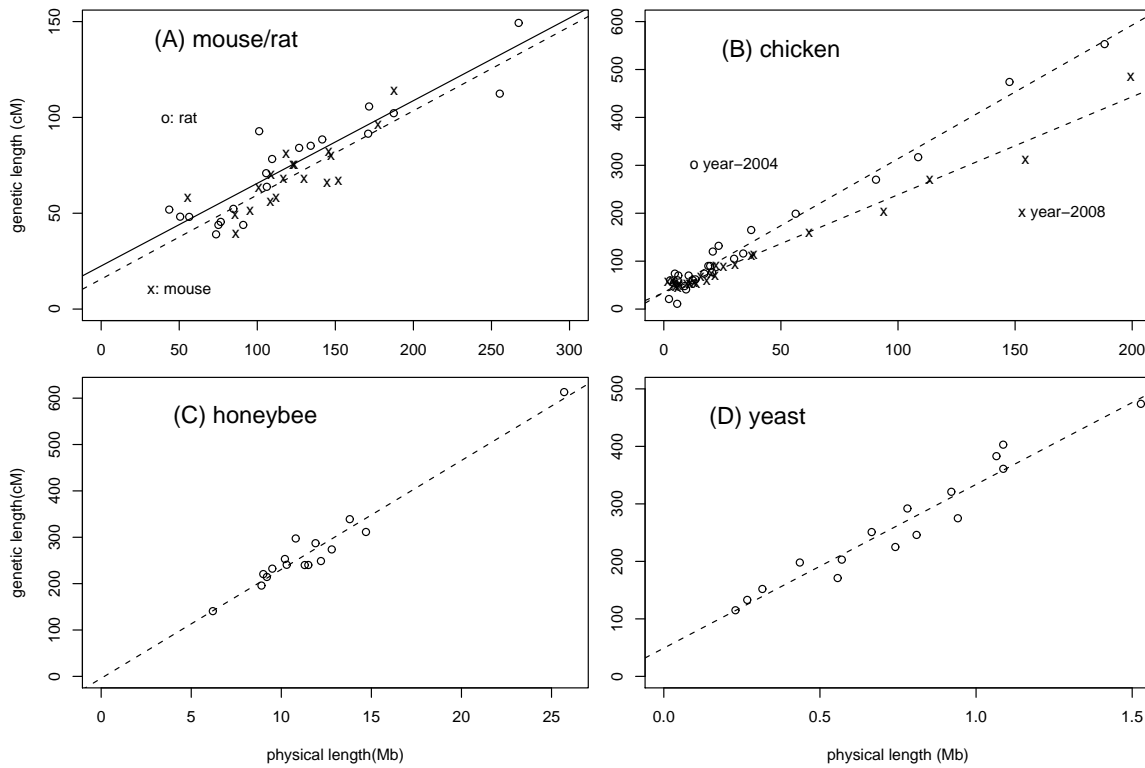 (A) mouse/rat
o: rat
x: mouse
genetic length (cM)
0 50 100 150
0 50 100 150 200 250 300
(B) chicken
o year−2004
x year−2008
0 100 200 300 400 500 600
0 50 100 150 200
(C) honeybee
genetic length(cM)
0 100 200 300 400 500 600
0 5 10 15 20 25
physical length(Mb)
(D) yeast
0 100 200 300 400 500
0.0 0.5 1.0 1.5
physical length (Mb)